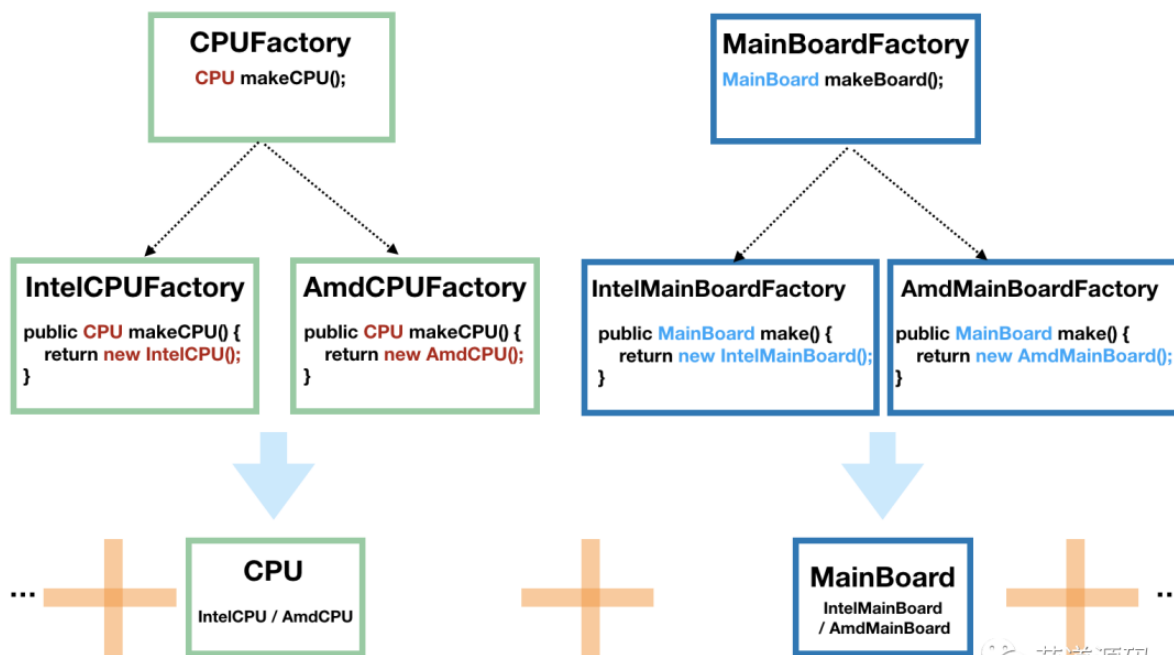 CPUFactory
CPU makeCPU();
MainBoardFactory
MainBoard makeBoard();
IntelCPUFactory
public CPU makeCPU() {
return new IntelCPU();
}
AmdCPUFactory
public CPU makeCPU() {
return new AmdCPU();
}
IntelMainBoardFactory
public MainBoard make() {
return new IntelMainBoard();
}
AmdMainBoardFactory
public MainBoard make() {
return new AmdMainBoard();
}
...
CPU
IntelCPU / AmdCPU
MainBoard
IntelMainBoard
/ AmdMainBoard
...